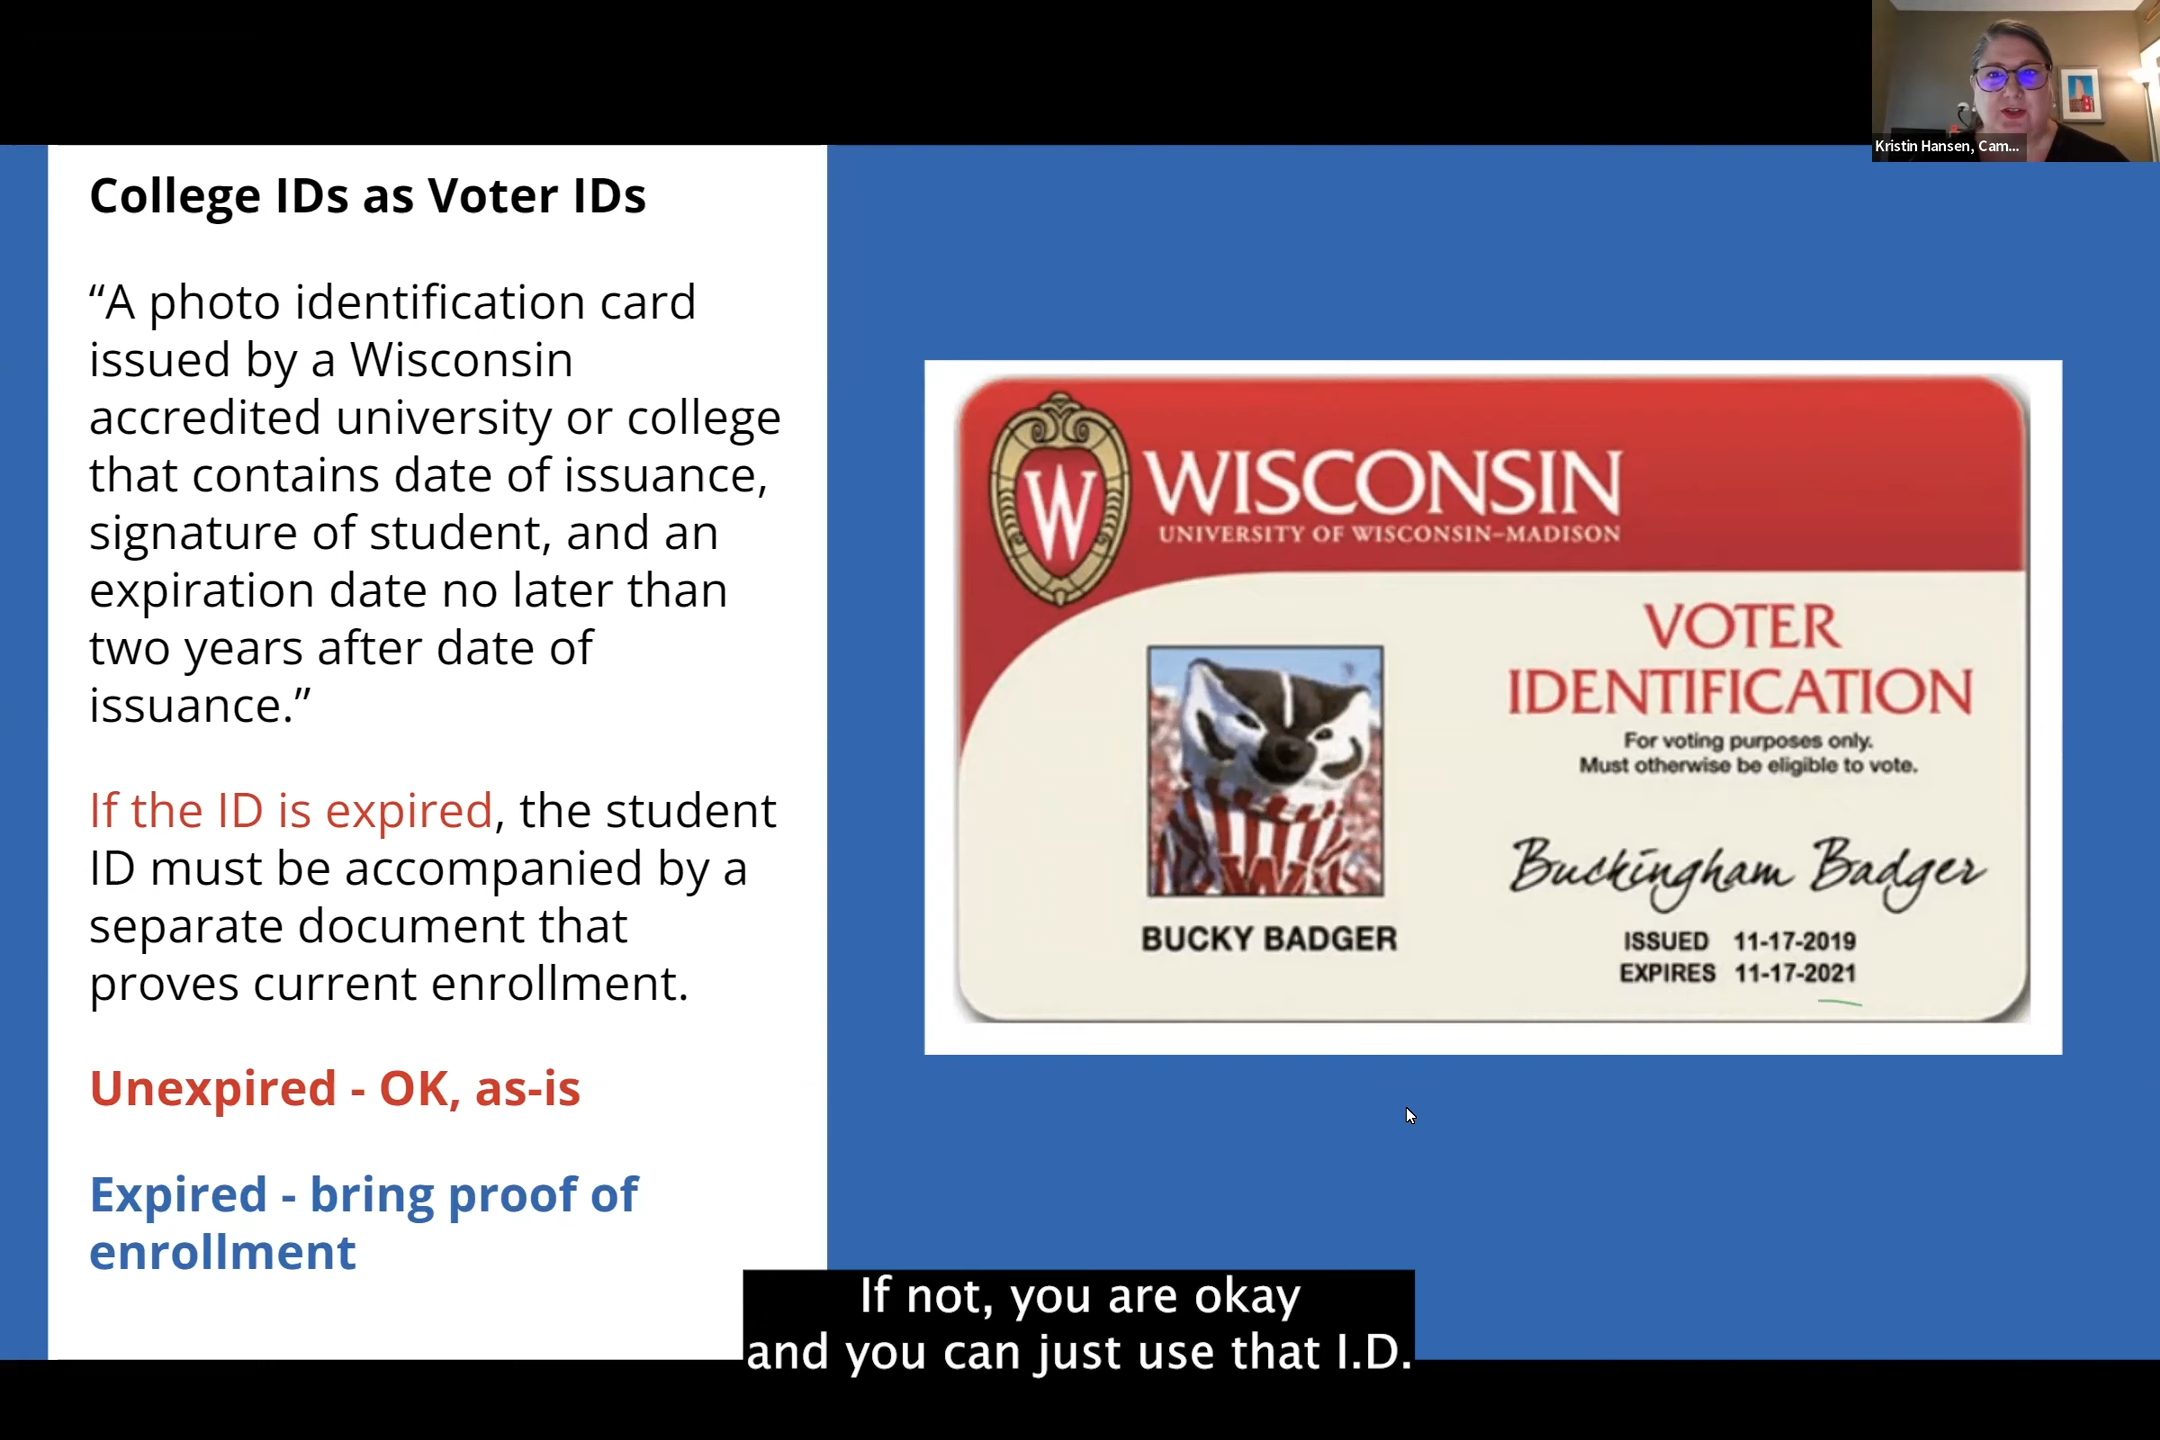 Kristin Hansen, Cam...
College IDs as Voter IDs
“A photo identification card
issued by a Wisconsin
accredited university or college
that contains date of issuance,
signature of student, and an
expiration date no later than
two years after date of
issuance.”
If the ID is expired, the student
ID must be accompanied by a
separate document that
proves current enrollment.
Unexpired - OK, as-is
Expired - bring proof of
enrollment
W
WISCONSIN
UNIVERSITY OF WISCONSIN–MADISON
VOTER
IDENTIFICATION
For voting purposes only.
Must otherwise be eligible to vote.
Buckingham Badger
BUCKY BADGER
ISSUED 11-17-2019
EXPIRES 11-17-2021
If not, you are okay
and you can just use that I.D.